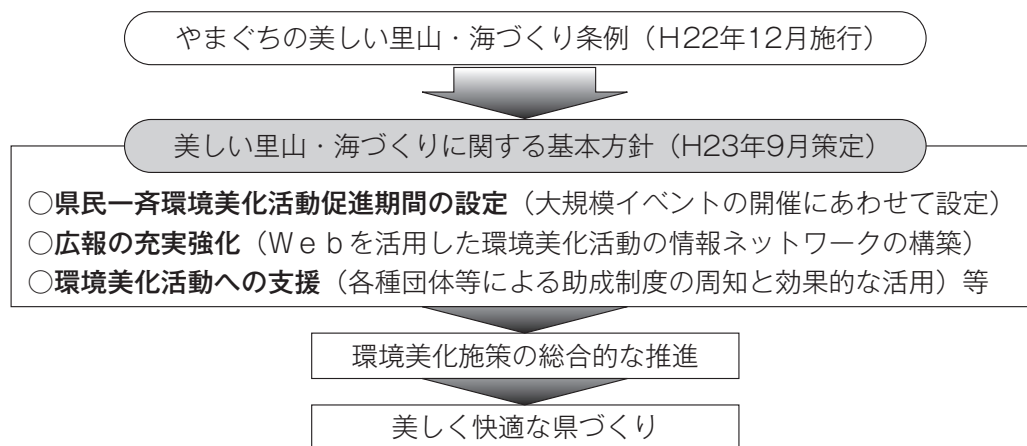 やまぐちの美しい里山・海づくり条例（H22年12月施行）
美しい里山・海づくりに関する基本方針（H23年9月策定）
○県民一斉環境美化活動促進期間の設定（大規模イベントの開催にあわせて設定）
○広報の充実強化（Ｗｅｂを活用した環境美化活動の情報ネットワークの構築）
○環境美化活動への支援（各種団体等による助成制度の周知と効果的な活用）等
環境美化施策の総合的な推進
美しく快適な県づくり